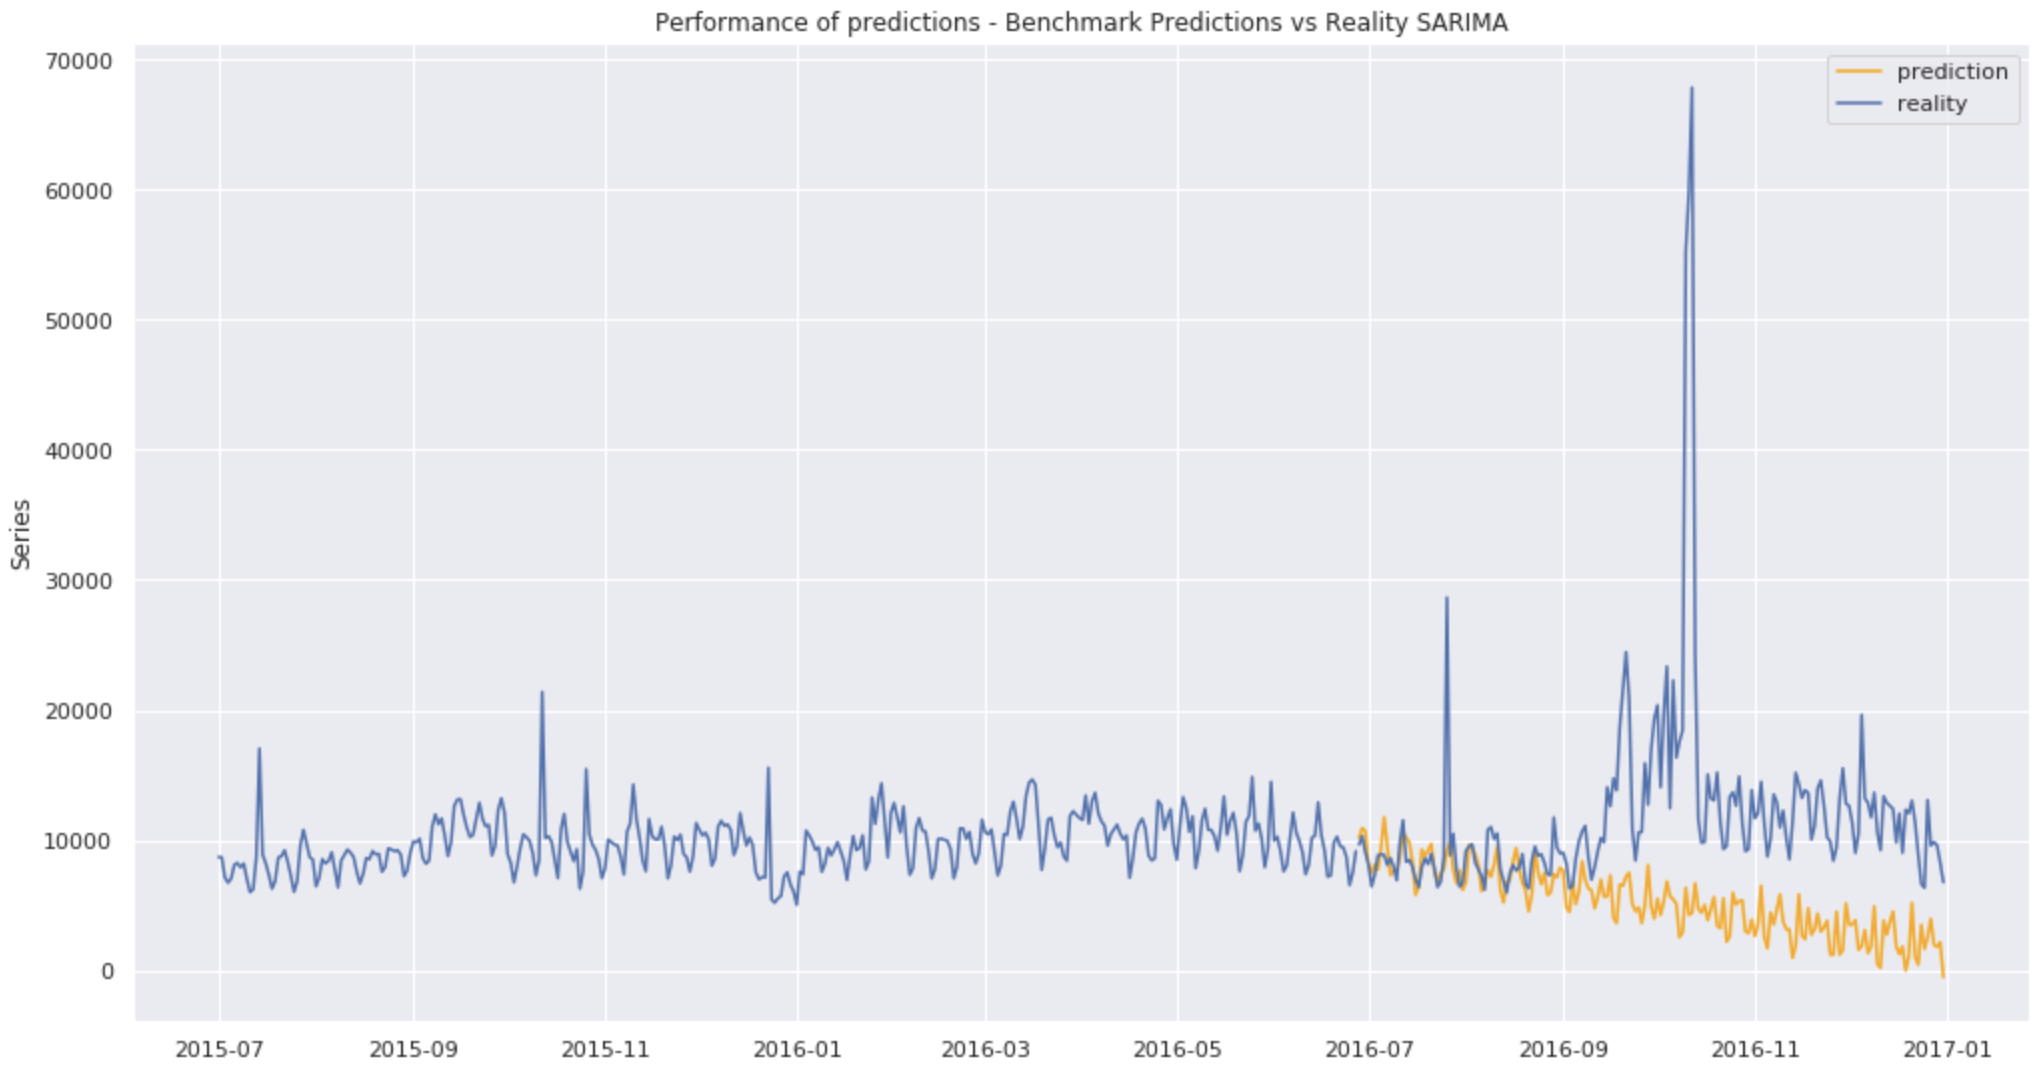 Performance of predictions - Benchmark Predictions vs Reality SARIMA
70000
60000
50000
40000
30000
20000
10000
0
Series
prediction
reality
2015-07 2015-09 2015-11 2016-01 2016-03 2016-05 2016-07 2016-09 2016-11 2017-01